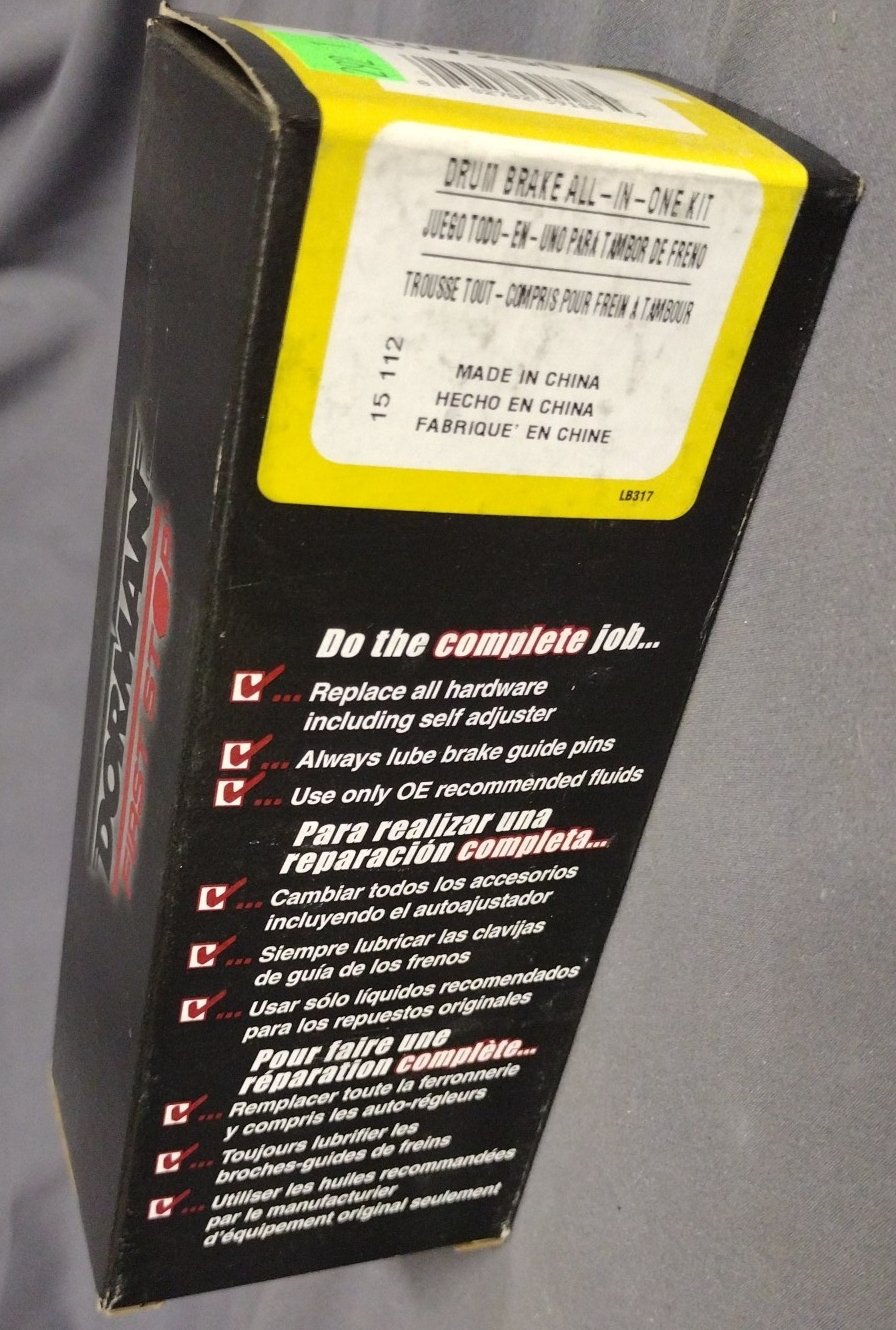 DRUM BRAKE ALL-IN-ONE KIT
JUEGO TODO-EN-UNO PARA TAMBOR DE FRENO
TROUSSE TOUT-COMPRIS POUR FREIN A TAMBOUR
15 112
MADE IN CHINA
HECHO EN CHINA
FABRIQUE' EN CHINE
LB317
DORMAN
FIRST STOP
Do the complete job...
... Replace all hardware
including self adjuster
... Always lube brake guide pins
... Use only OE recommended fluids
Para realizar una
reparación completa...
... Cambiar todos los accesorios
incluyendo el autoajustador
... Siempre lubricar las clavijas
de guía de los frenos
... Usar sólo líquidos recomendados
para los repuestos originales
Pour faire une
réparation complète...
... Remplacer toute la ferronnerie
y compris les auto-régleurs
... Toujours lubrifier les
broches-guides de freins
... Utiliser les huiles recommandées
par le manufacturier
d'équipement original seulement